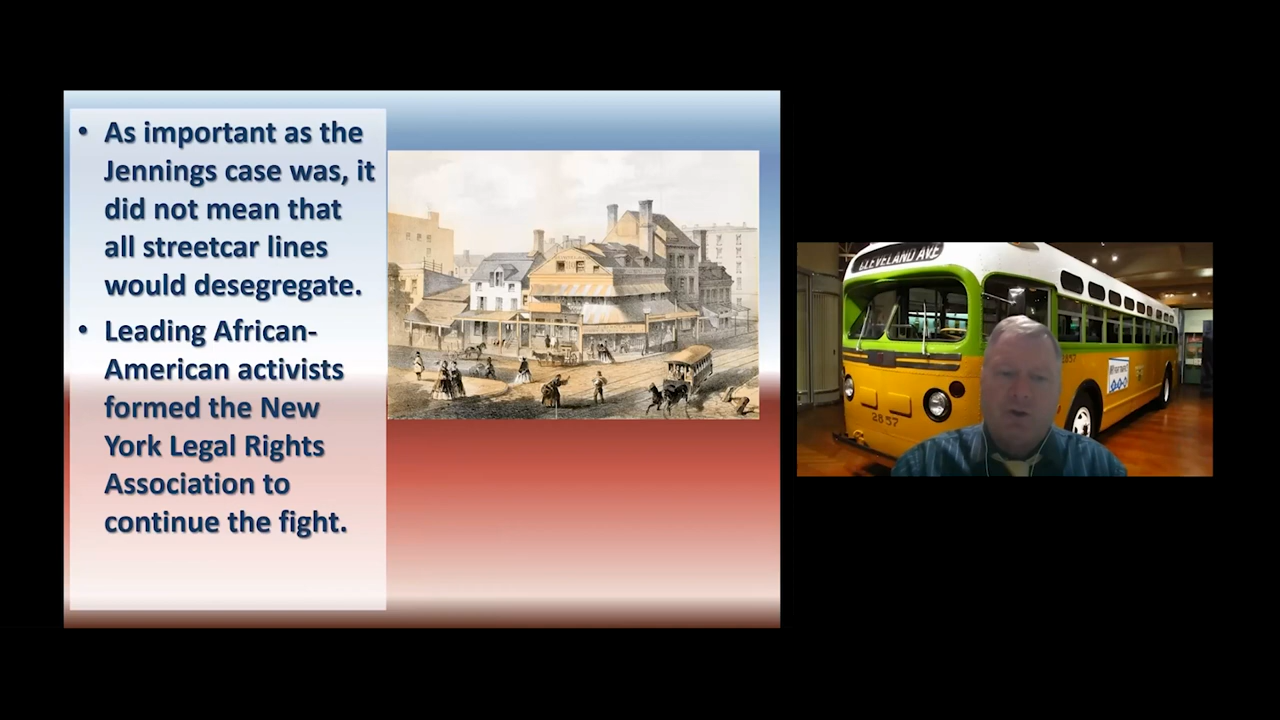 • As important as the
Jennings case was, it
did not mean that
all streetcar lines
would desegregate.
• Leading African-
American activists
formed the New
York Legal Rights
Association to
continue the fight.
CLEVELAND AVE
2857
2857